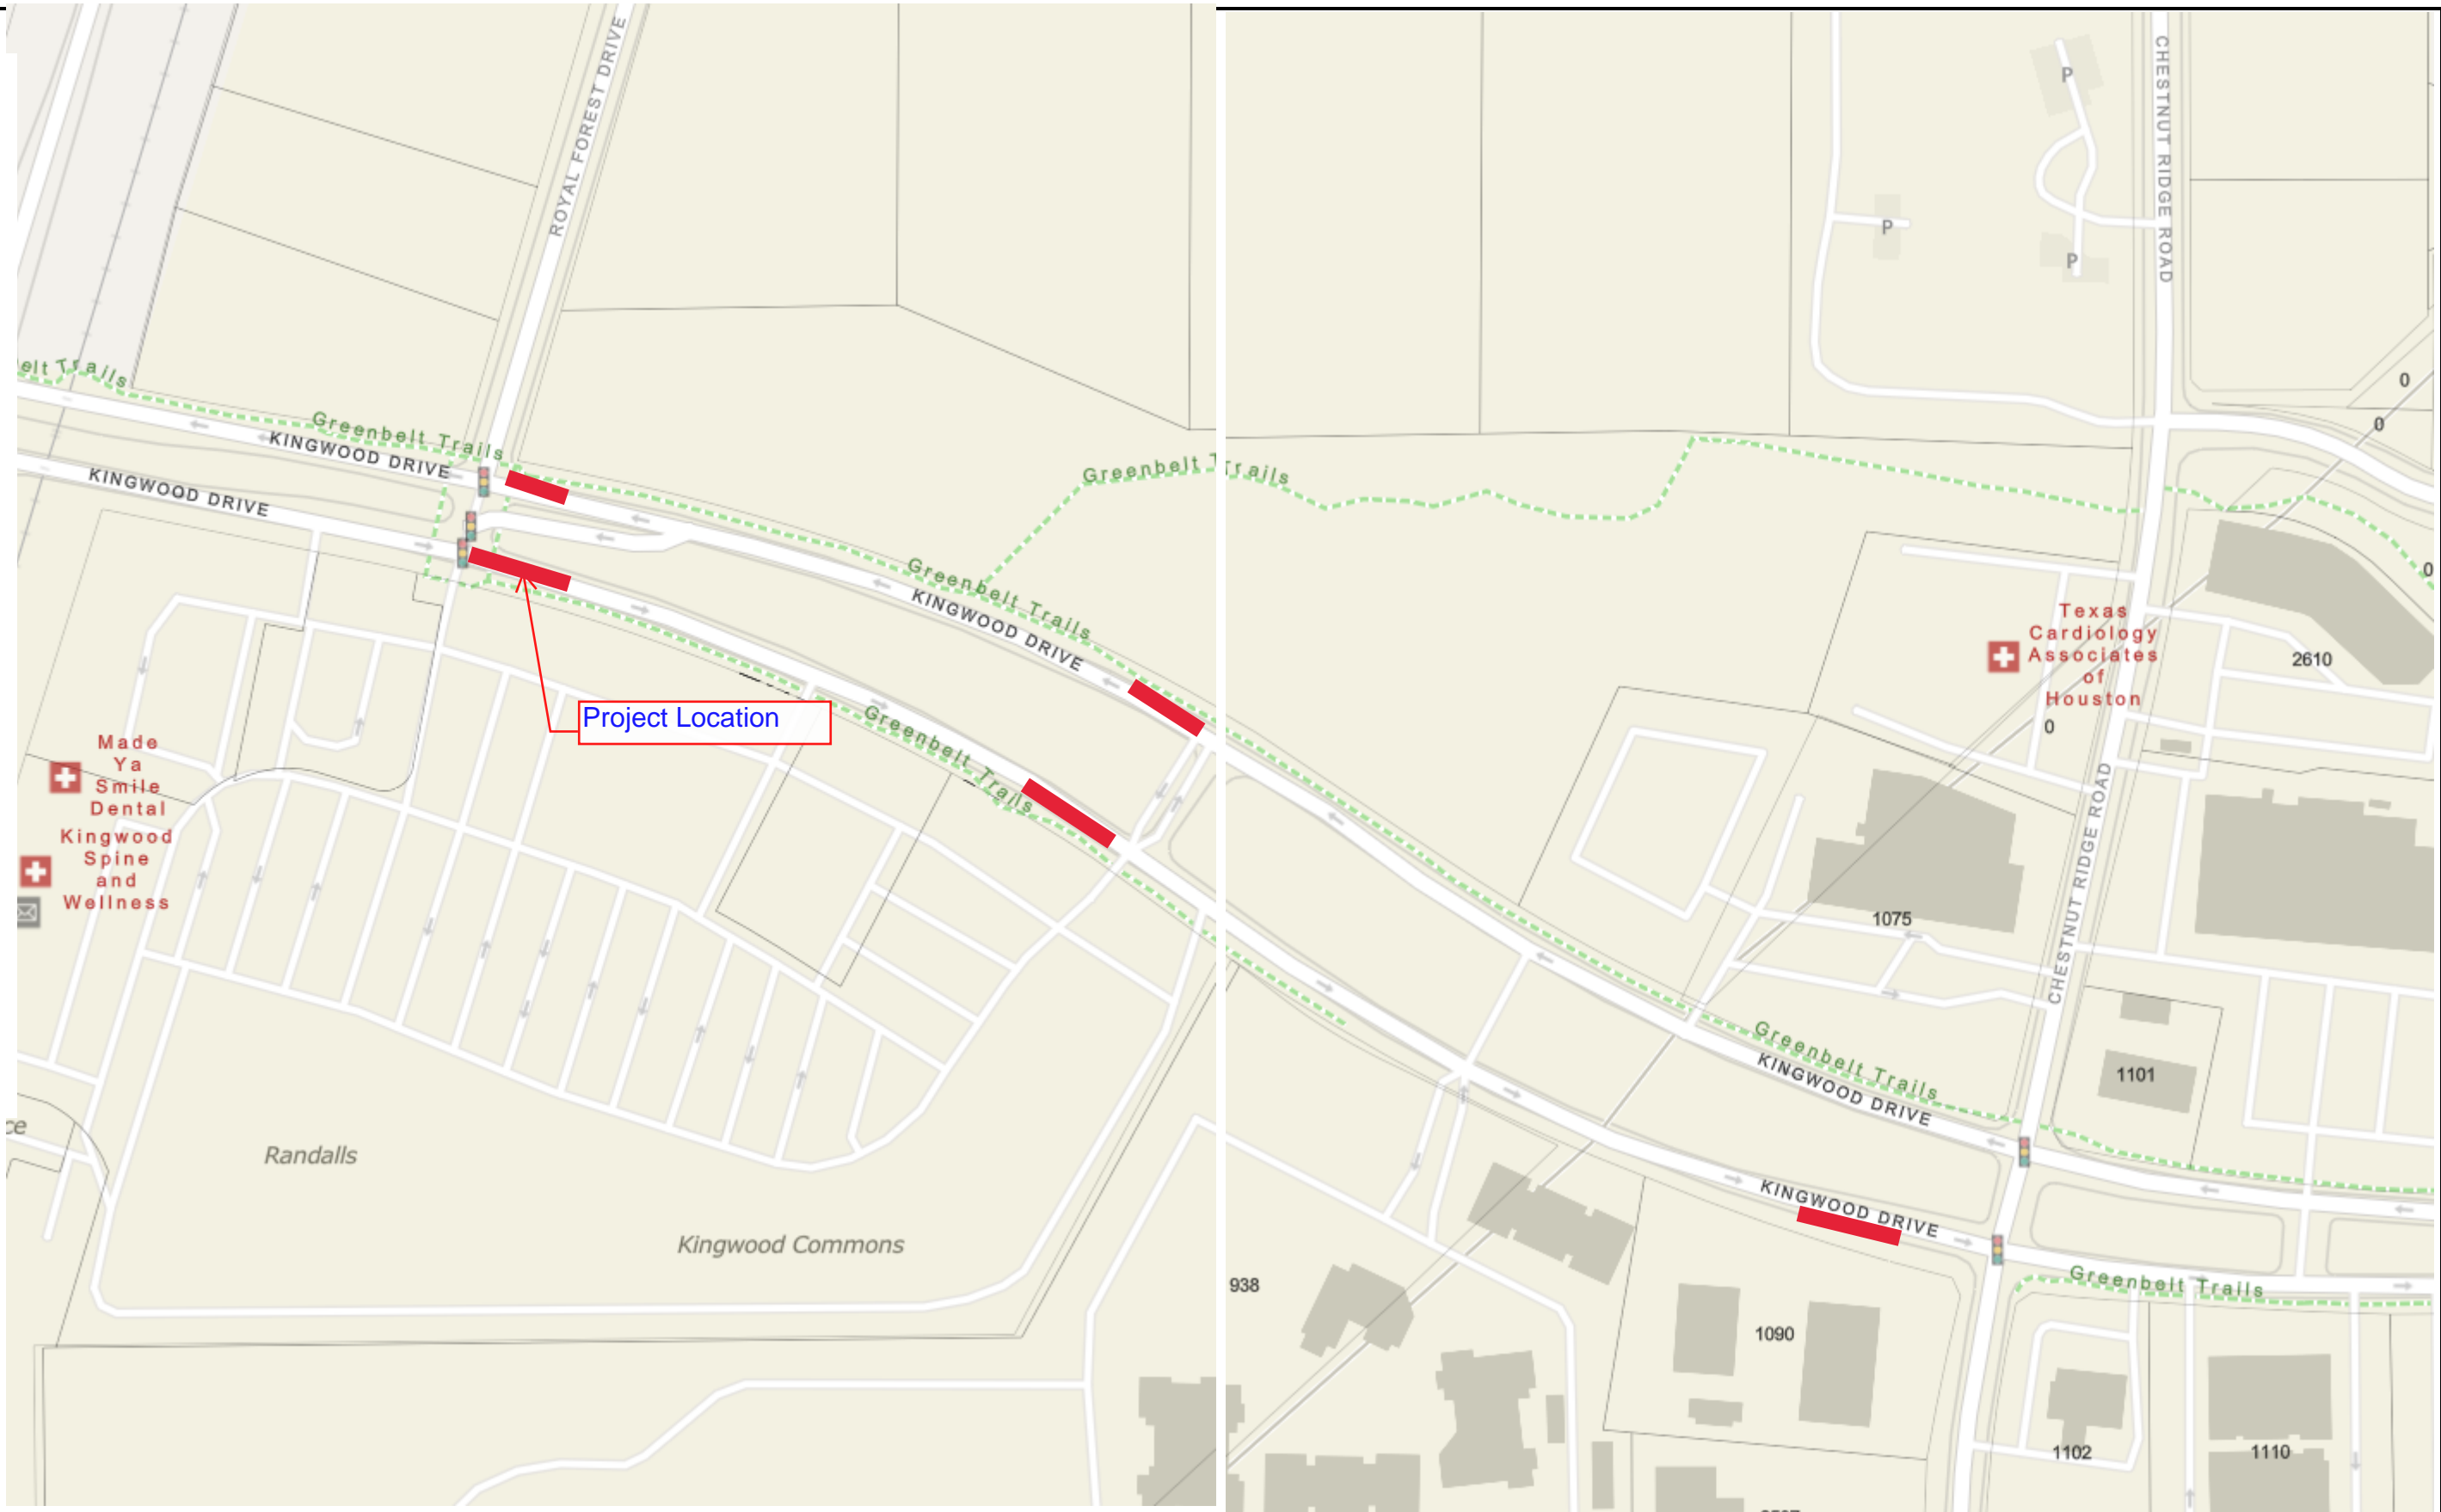 ROYAL FOREST DRIVE
CHESTNUT RIDGE ROAD
P
P
P
elt Trails
Greenbelt Trails
KINGWOOD DRIVE
KINGWOOD DRIVE
Greenbelt Trails
0
0
0
Greenbelt Trails
KINGWOOD DRIVE
Texas
Cardiology
Associates
of
Houston
2610
0
Project Location
Greenbelt Trails
Made
Ya
Smile
Dental
Kingwood
Spine
and
Wellness
CHESTNUT RIDGE ROAD
1075
Greenbelt Trails
KINGWOOD DRIVE
1101
ce
Randalls
Kingwood Commons
KINGWOOD DRIVE
938
Greenbelt Trails
1090
1102
1110